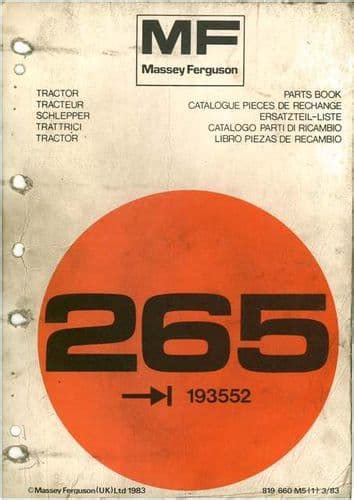 MF
Massey Ferguson
TRACTOR
TRACTEUR
SCHLEPPER
TRATTRICI
TRACTOR
PARTS BOOK
CATALOGUE PIECES DE RECHANGE
ERSATZTEIL-LISTE
CATALOGO PARTI DI RICAMBIO
LIBRO PIEZAS DE RECAMBIO
265
193552
©Massey Ferguson (UK) Ltd 1983
819 660 M5 (1) 3/83